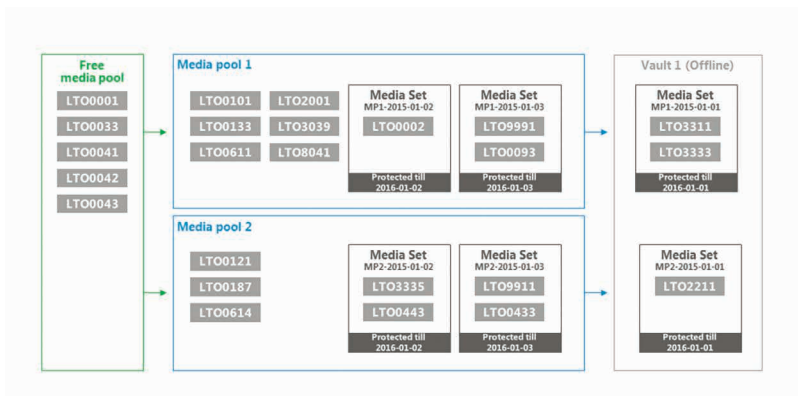 Free
media pool
LTO0001
LTO0033
LTO0041
LTO0042
LTO0043
Media pool 1
LTO0101 LTO2001
LTO0133 LTO3039
LTO0611 LTO8041
Media Set
MP1-2015-01-02
LTO0002
Protected till
2016-01-02
Media Set
MP1-2015-01-03
LTO9991
LTO0093
Protected till
2016-01-03
Media pool 2
LTO0121
LTO0187
LTO0614
Media Set
MP2-2015-01-02
LTO3335
LTO0443
Protected till
2016-01-02
Media Set
MP2-2015-01-03
LTO9911
LTO0433
Protected till
2016-01-03
Vault 1 (Offline)
Media Set
MP1-2015-01-01
LTO3311
LTO3333
Protected till
2016-01-01
Media Set
MP2-2015-01-01
LTO2211
Protected till
2016-01-01